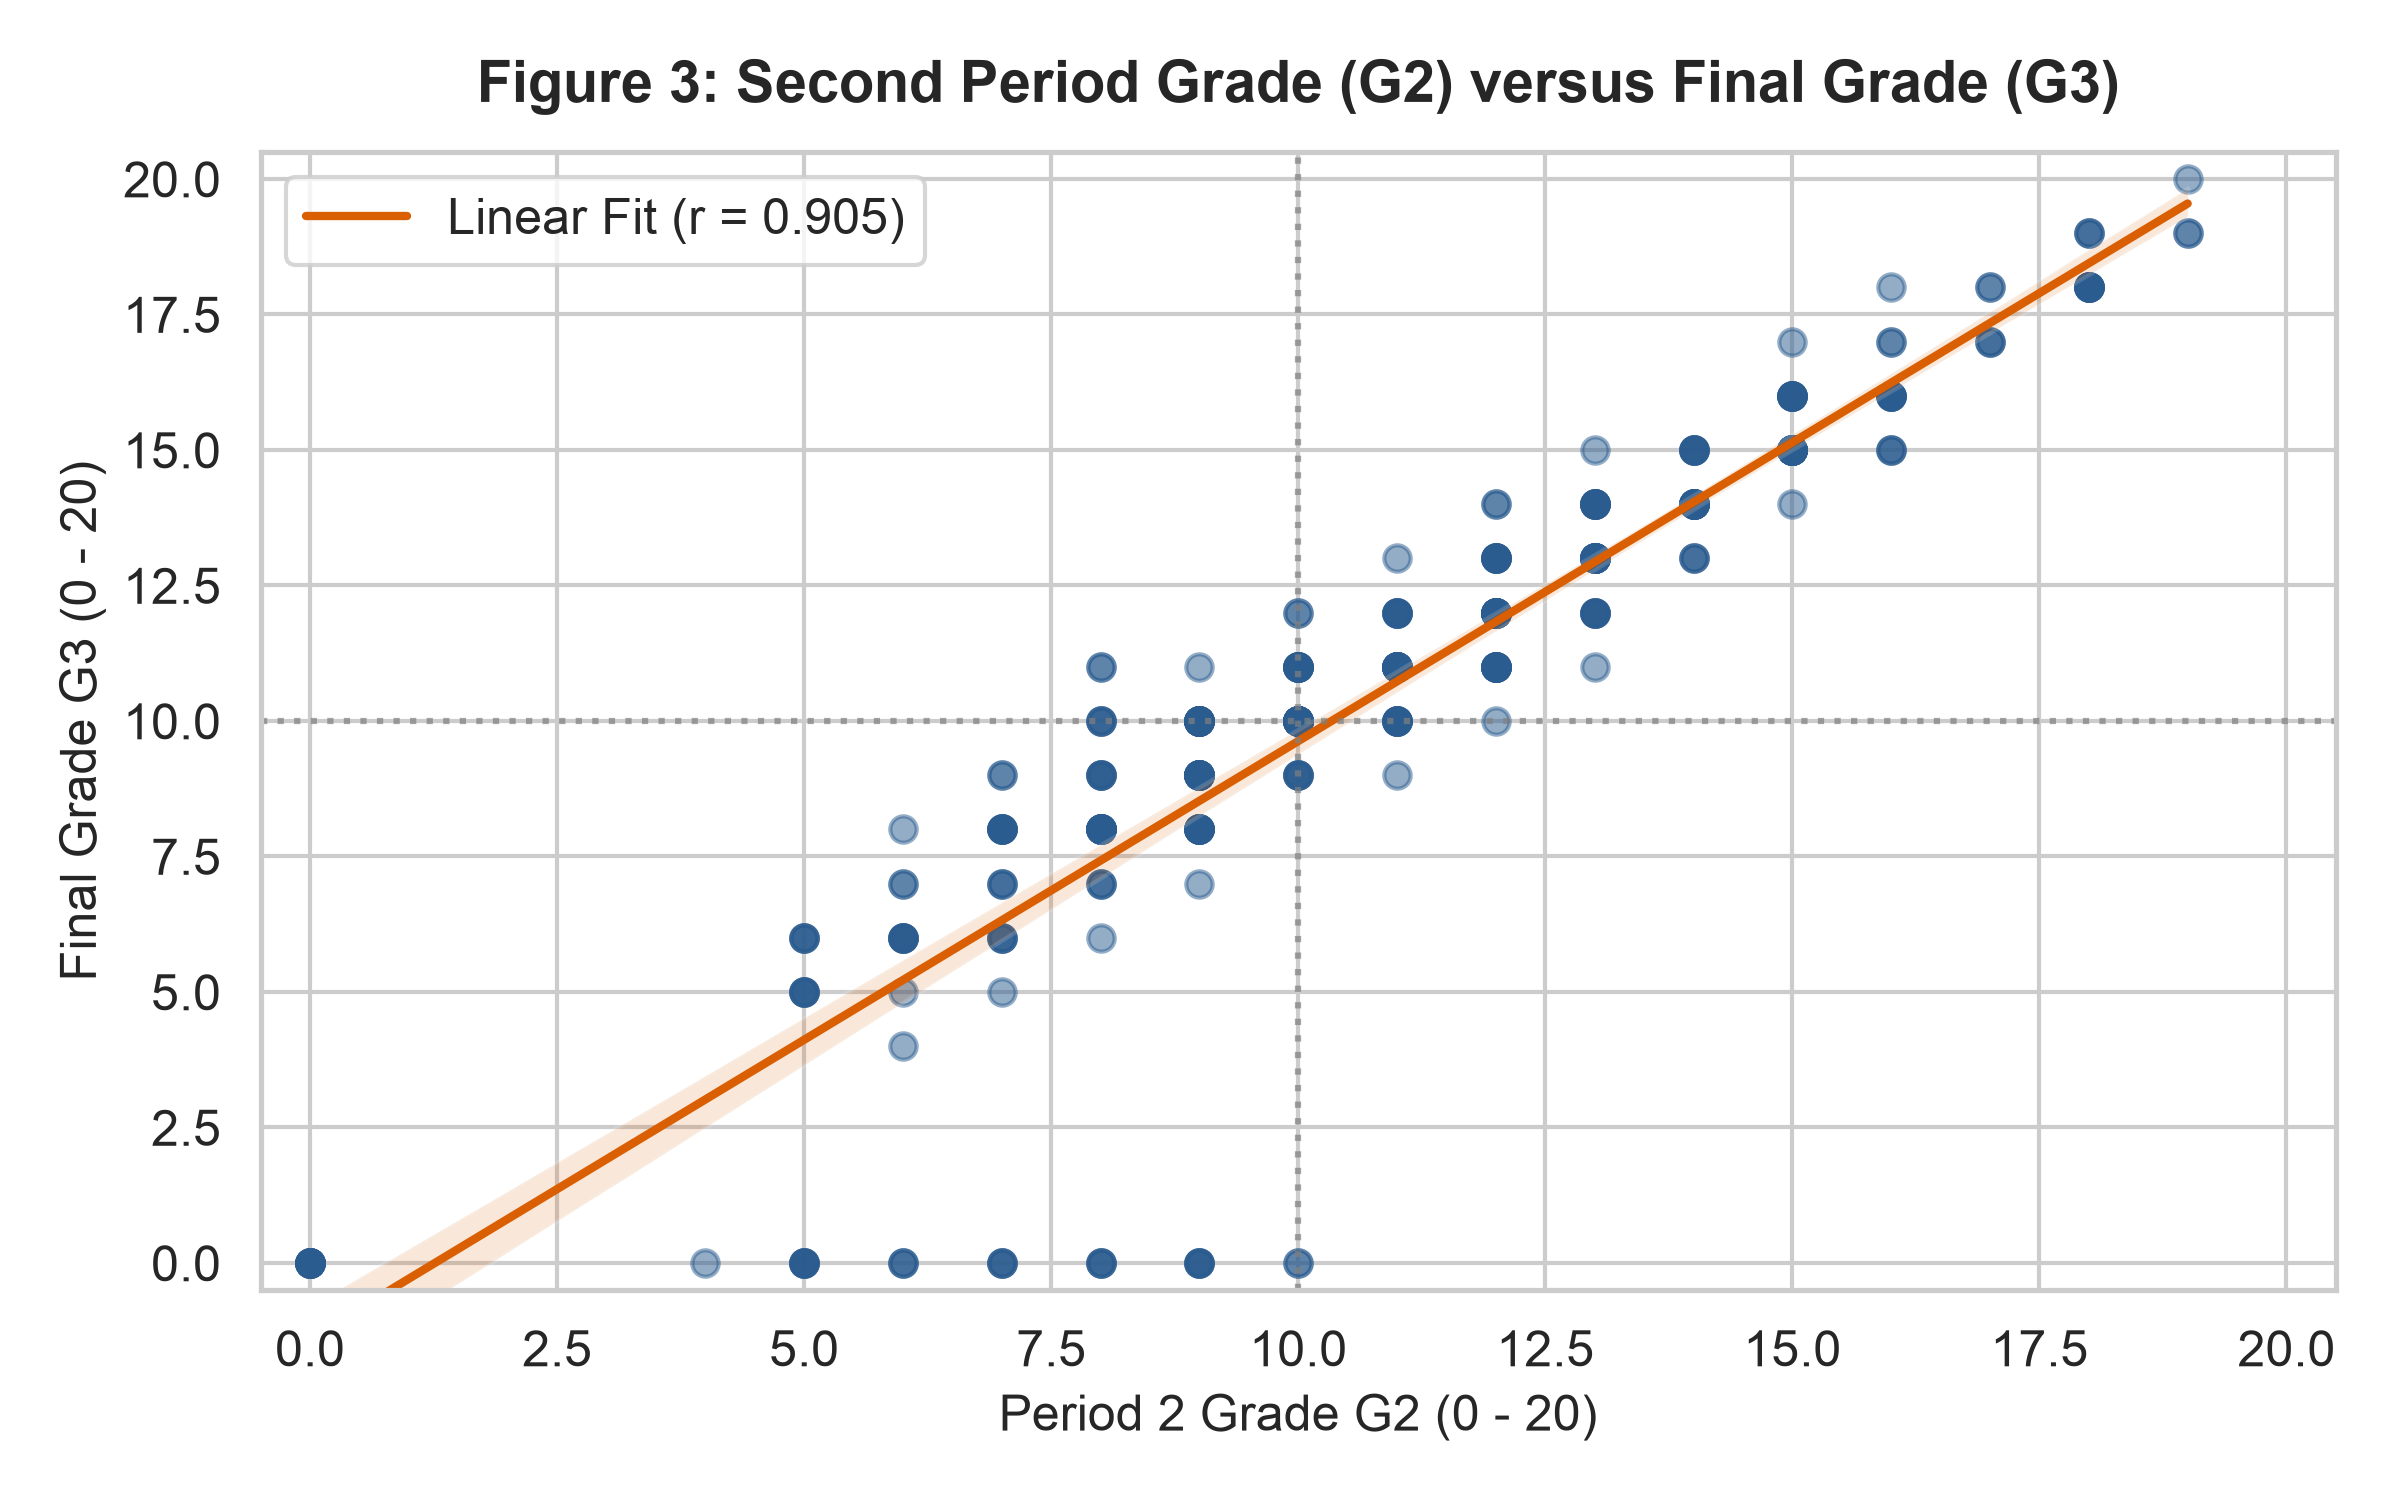 Figure 3: Second Period Grade (G2) versus Final Grade (G3)
Linear Fit (r = 0.905)
Final Grade G3 (0 - 20)
20.0
17.5
15.0
12.5
10.0
7.5
5.0
2.5
0.0
0.0 2.5 5.0 7.5 10.0 12.5 15.0 17.5 20.0
Period 2 Grade G2 (0 - 20)